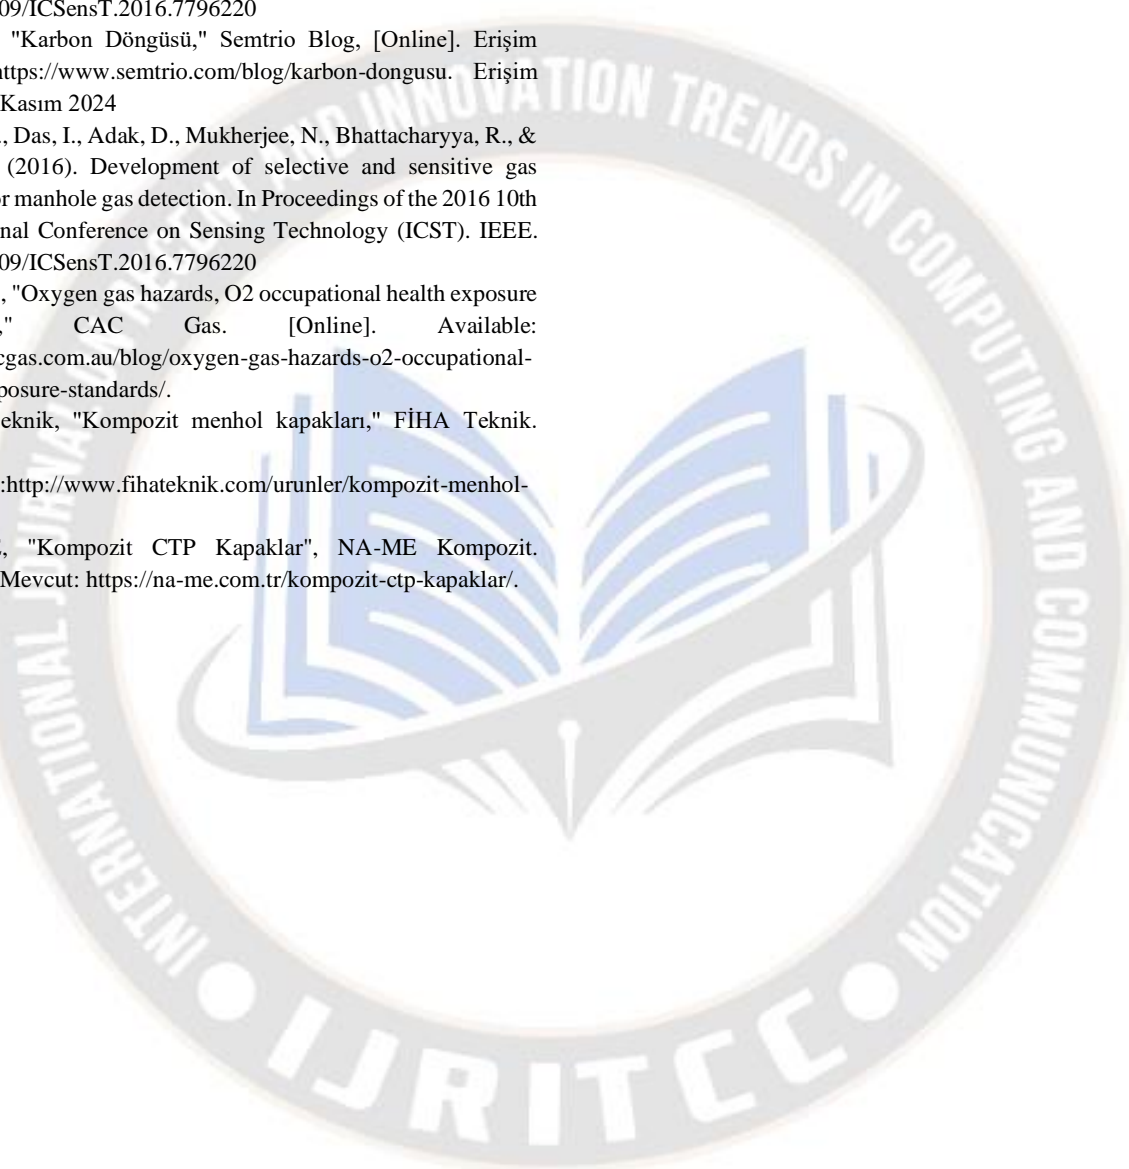 09/ICSensT.2016.7796220
"Karbon Döngüsü," Semtrio Blog, [Online]. Erişim
https://www.semtrio.com/blog/karbon-dongusu. Erişim
Kasım 2024
., Das, I., Adak, D., Mukherjee, N., Bhattacharyya, R., &
(2016). Development of selective and sensitive gas
or manhole gas detection. In Proceedings of the 2016 10th
nal Conference on Sensing Technology (ICST). IEEE.
09/ICSensT.2016.7796220
, "Oxygen gas hazards, O2 occupational health exposure
," CAC Gas. [Online]. Available:
cgas.com.au/blog/oxygen-gas-hazards-o2-occupational-
posure-standards/.
eknik, "Kompozit menhol kapakları," FİHA Teknik.
:http://www.fihateknik.com/urunler/kompozit-menhol-
E, "Kompozit CTP Kapaklar", NA-ME Kompozit.
Mevcut: https://na-me.com.tr/kompozit-ctp-kapaklar/.
INTERNATIONAL JOURNAL ON RECENT AND INNOVATION TRENDS IN COMPUTING AND COMMUNICATION
IJRITCC